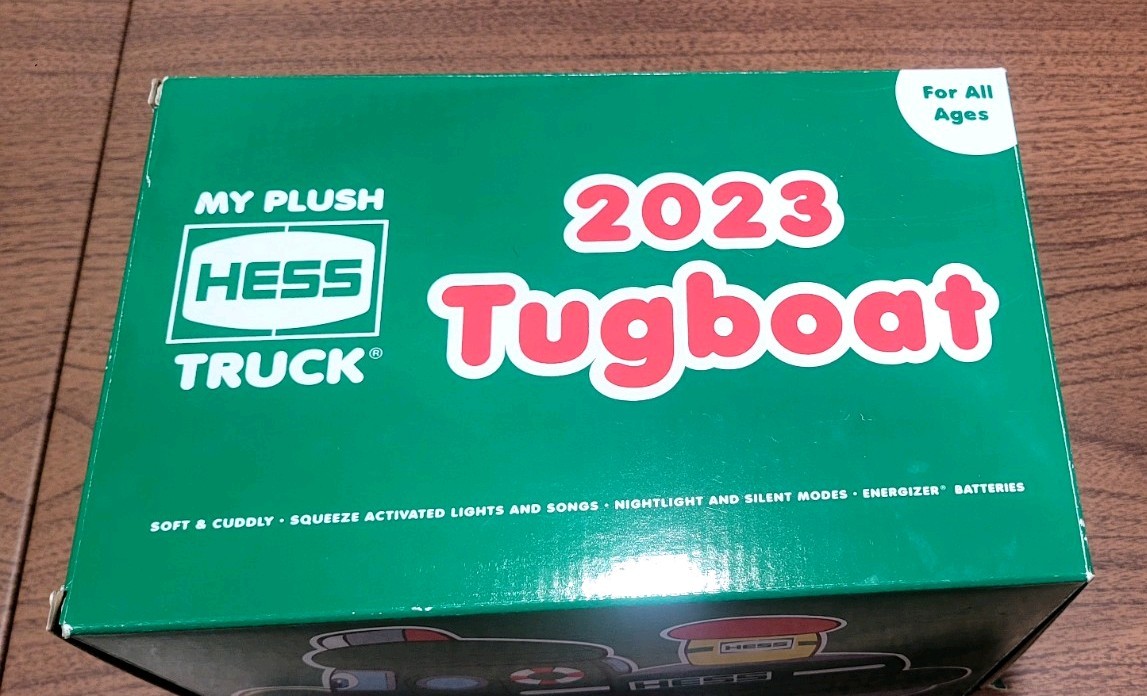 For All
Ages
MY PLUSH
HESS
TRUCK®
2023
Tugboat
SOFT & CUDDLY · SQUEEZE ACTIVATED LIGHTS AND SONGS · NIGHTLIGHT AND SILENT MODES · ENERGIZER® BATTERIES
HESS
HESS